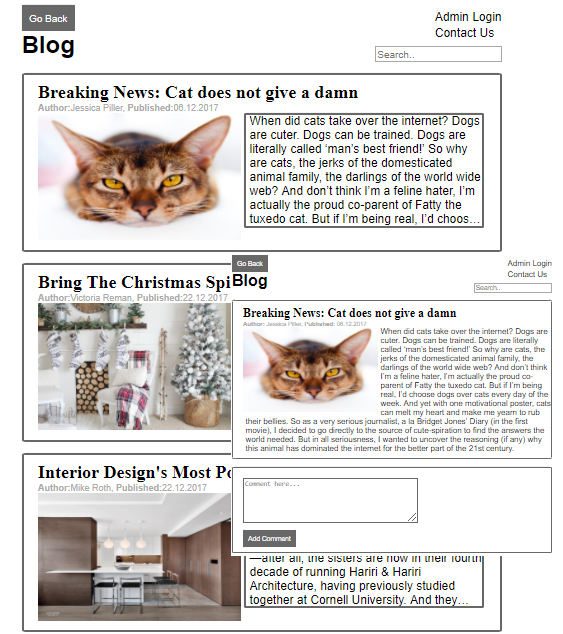 Go Back
Blog
Admin Login
Contact Us
Search..
Breaking News: Cat does not give a damn
Author:Jessica Piller, Published:06.12.2017
When did cats take over the internet? Dogs
are cuter. Dogs can be trained. Dogs are
literally called ‘man’s best friend!’ So why
are cats, the jerks of the domesticated
animal family, the darlings of the world wide
web? And don’t think I’m a feline hater, I’m
actually the proud co-parent of Fatty the
tuxedo cat. But if I’m being real, I’d choos…
Bring The Christmas Spi
Author:Victoria Reman, Published:22.12.2017
Interior Design's Most Po
Author:Mike Roth, Published:22.12.2017
—after all, the sisters are now in their fourth
decade of running Hariri & Hariri
Architecture, having previously studied
together at Cornell University. And they…
Go Back
Blog
Admin Login
Contact Us
Search..
Breaking News: Cat does not give a damn
Author: Jessica Piller, Published: 06.12.2017
When did cats take over the internet? Dogs are
cuter. Dogs can be trained. Dogs are literally called
‘man’s best friend!’ So why are cats, the
jerks of the domesticated animal family, the
darlings of the world wide web? And don’t think
I’m a feline hater, I’m actually the proud co-
parent of Fatty the tuxedo cat. But if I’m being
real, I’d choose dogs over cats every day of the
week. And yet with one motivational poster, cats
can melt my heart and make me yearn to rub
their bellies. So as a very serious journalist, a la Bridget Jones’ Diary (in the first
movie), I decided to go directly to the source of cute-spiration to find the answers the
world needed. But in all seriousness, I wanted to uncover the reasoning (if any) why
this animal has dominated the internet for the better part of the 21st century.
Comment here...
Add Comment